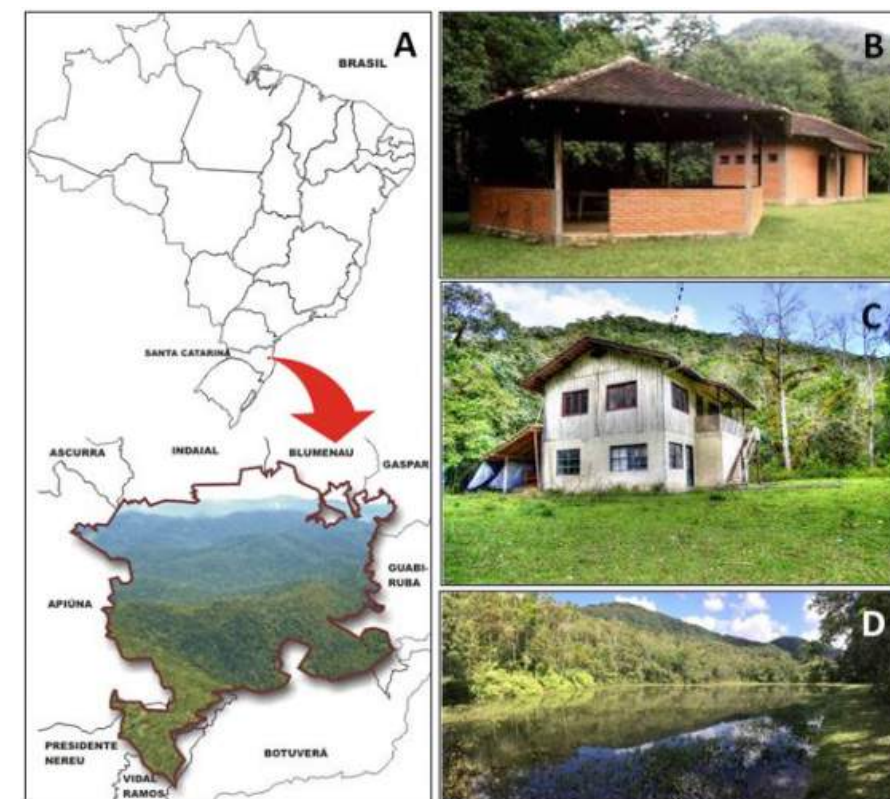 A
BRASIL
SANTA CATARINA
ASCURRA
INDAIAL
BLUMENAU
GASPAR
GUABI-
RUBA
APIÚNA
PRESIDENTE
NEREU
VIDAL
RAMOS
BOTUVERÁ
B
C
D